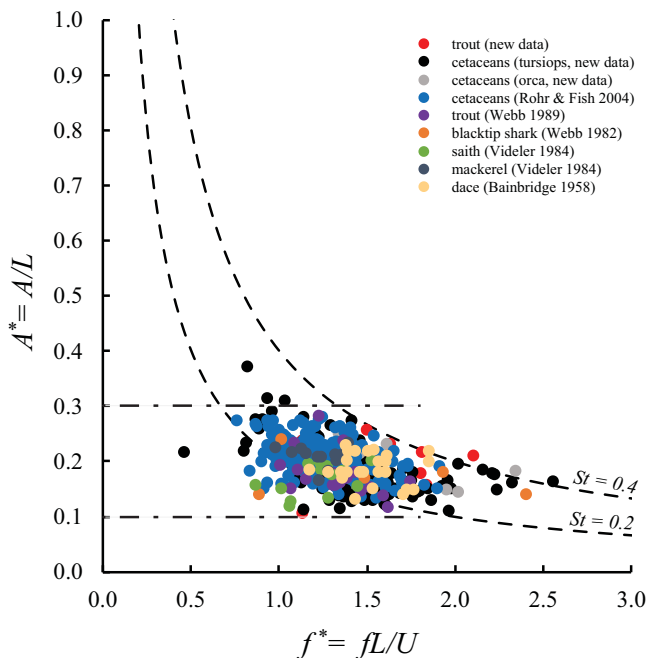 1.0
0.9
0.8
0.7
0.6
0.5
0.4
0.3
0.2
0.1
0.0
A*= A/L
trout (new data)
cetaceans (tursiops, new data)
cetaceans (orca, new data)
cetaceans (Rohr & Fish 2004)
trout (Webb 1989)
blacktip shark (Webb 1982)
saith (Videler 1984)
mackerel (Videler 1984)
dace (Bainbridge 1958)
St = 0.4
St = 0.2
0.0 0.5 1.0 1.5 2.0 2.5 3.0
f*= fL/U